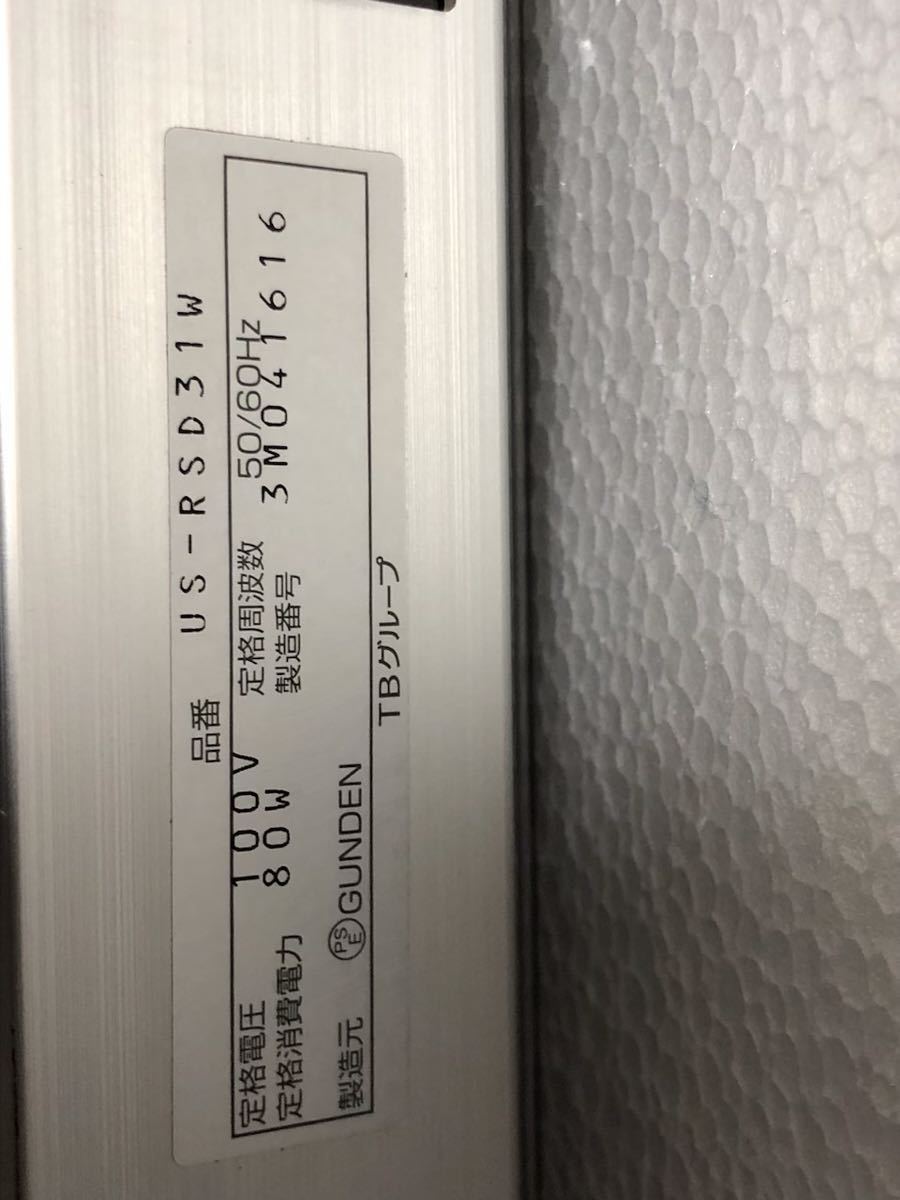 品番 US-RSD31W
定格電圧 100V 定格周波数 50/60Hz
定格消費電力 80W 製造番号 3M041616
製造元 PSE GUNDEN
TBグループ